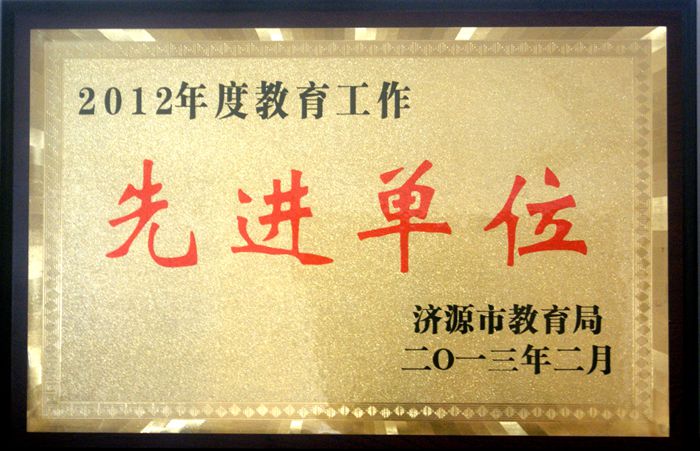 2012年度教育工作
先进单位
济源市教育局
二O一三年二月